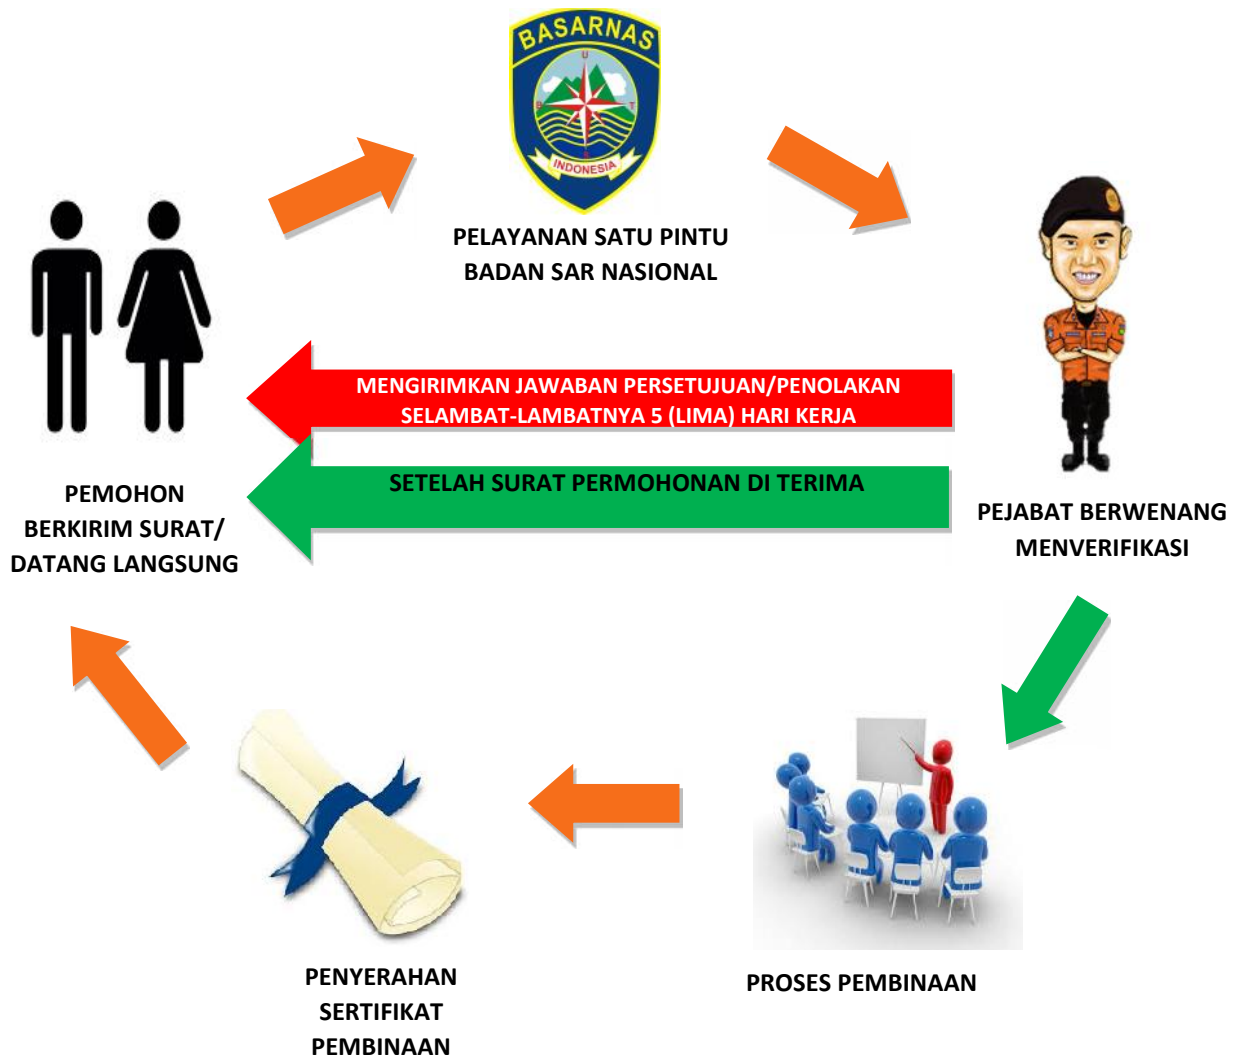 BASARNAS
U
B
T
S
INDONESIA
PELAYANAN SATU PINTU
BADAN SAR NASIONAL
MENGIRIMKAN JAWABAN PERSETUJUAN/PENOLAKAN
SELAMBAT-LAMBATNYA 5 (LIMA) HARI KERJA
SETELAH SURAT PERMOHONAN DI TERIMA
PEMOHON
BERKIRIM SURAT/
DATANG LANGSUNG
PEJABAT BERWENANG
MENVERIFIKASI
PENYERAHAN
SERTIFIKAT
PEMBINAAN
PROSES PEMBINAAN